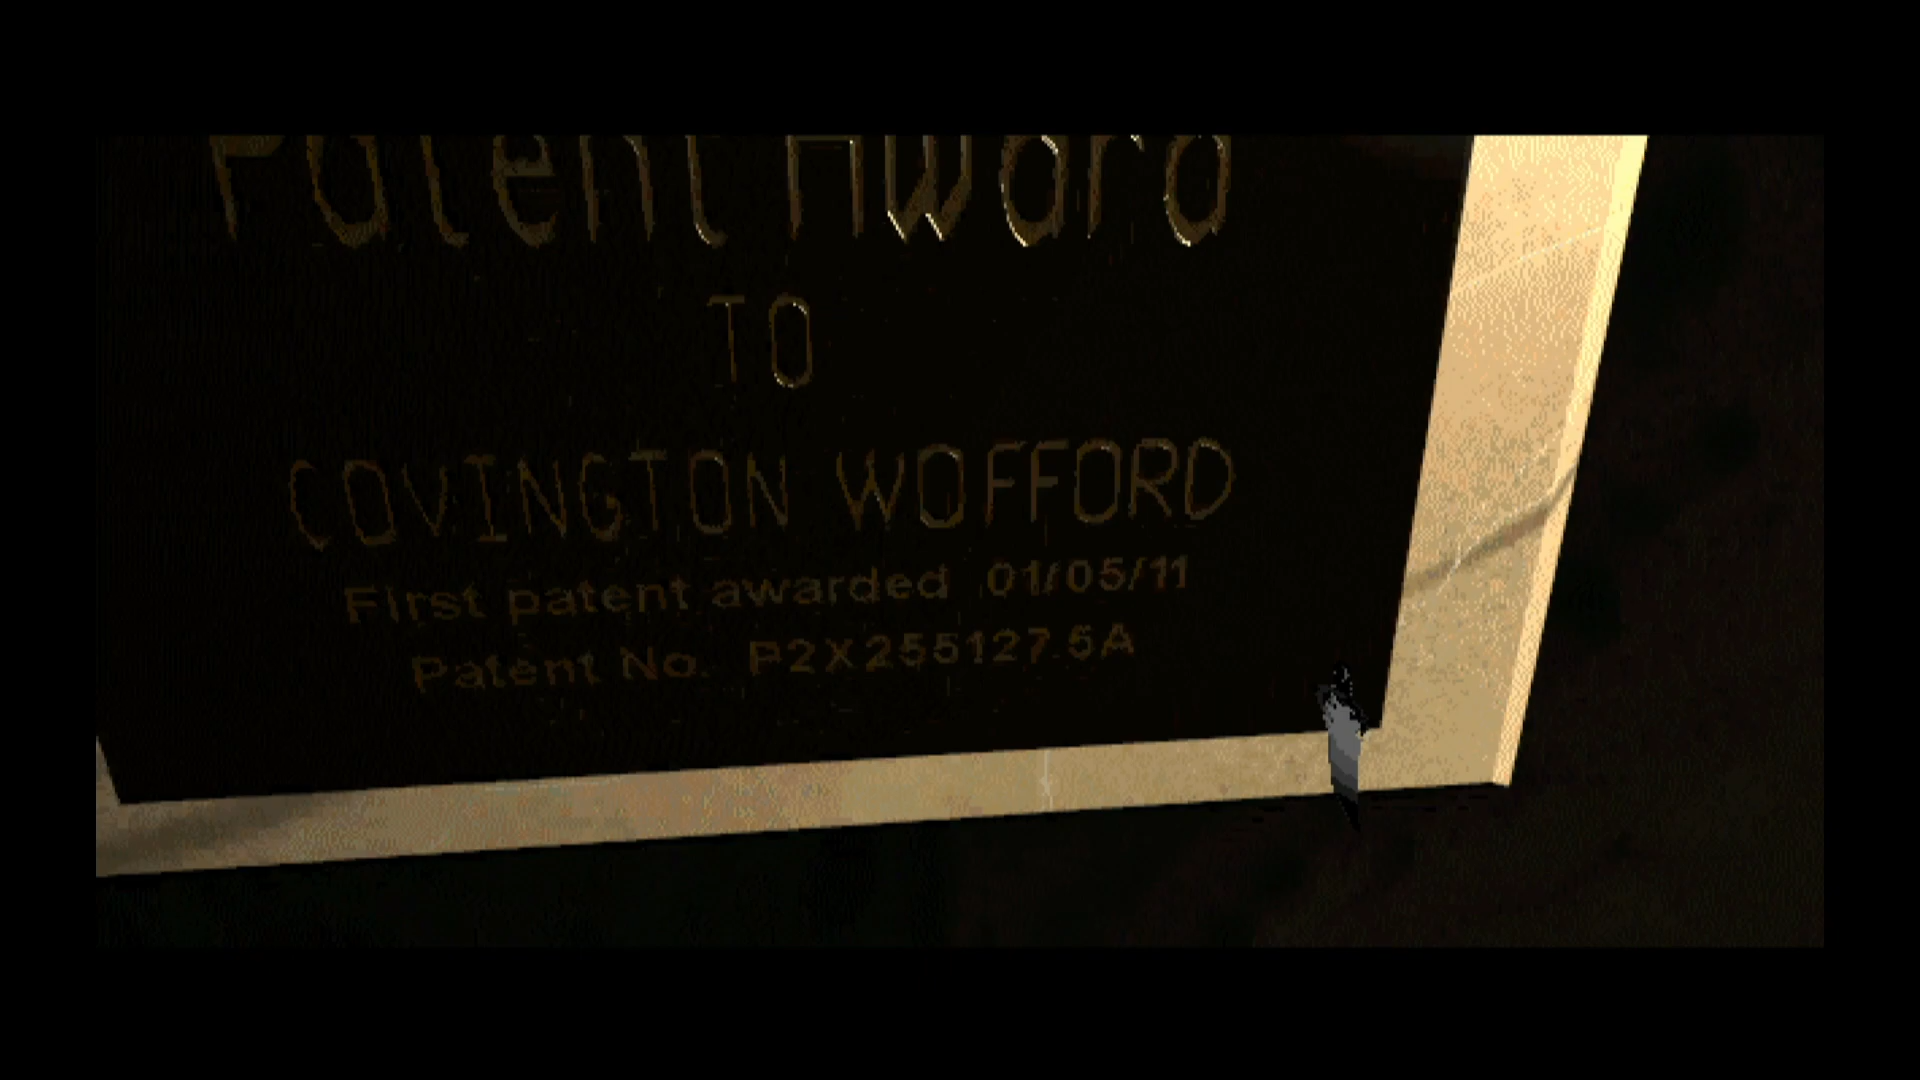 Patent Award
TO
COVINGTON WOFFORD
First patent awarded 01/05/11
Patent No. P2X255127.5A